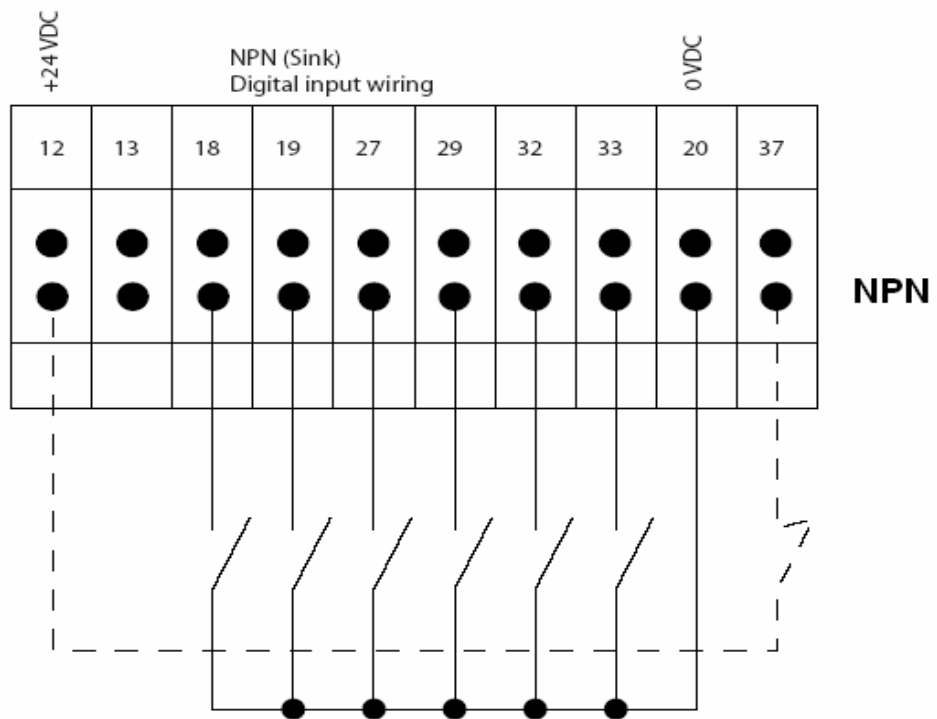 +24 VDC
NPN (Sink)
Digital input wiring
0 VDC
12 13 18 19 27 29 32 33 20 37
NPN